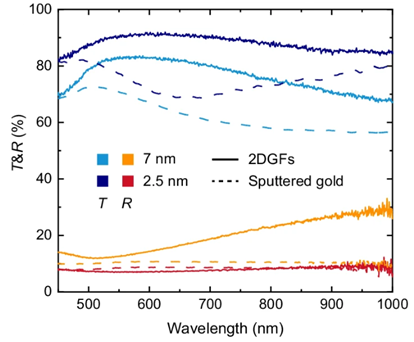 100
80
60
40
20
0
T&R (%)
7 nm
2DGFs
2.5 nm
Sputtered gold
T R
500 600 700 800 900 1000
Wavelength (nm)